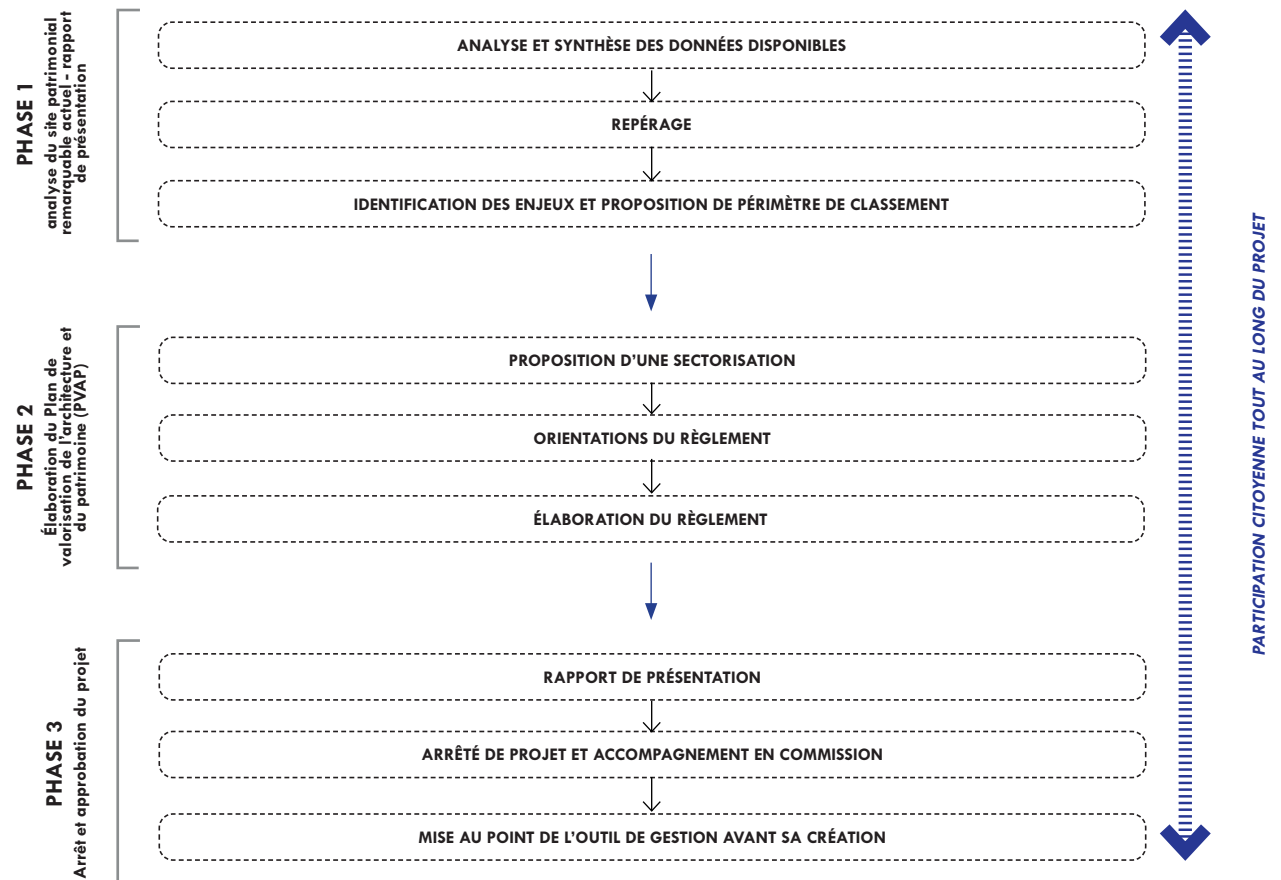 PHASE 1
analyse du site patrimonial
remarquable actuel - rapport
de présentation
ANALYSE ET SYNTHÈSE DES DONNÉES DISPONIBLES
REPÉRAGE
IDENTIFICATION DES ENJEUX ET PROPOSITION DE PÉRIMÈTRE DE CLASSEMENT
PHASE 2
Élaboration du Plan de
valorisation de l'architecture et
du patrimoine (PVAP)
PROPOSITION D'UNE SECTORISATION
ORIENTATIONS DU RÈGLEMENT
ÉLABORATION DU RÈGLEMENT
PHASE 3
Arrêt et approbation du projet
RAPPORT DE PRÉSENTATION
ARRÊTÉ DE PROJET ET ACCOMPAGNEMENT EN COMMISSION
MISE AU POINT DE L'OUTIL DE GESTION AVANT SA CRÉATION
PARTICIPATION CITOYENNE TOUT AU LONG DU PROJET